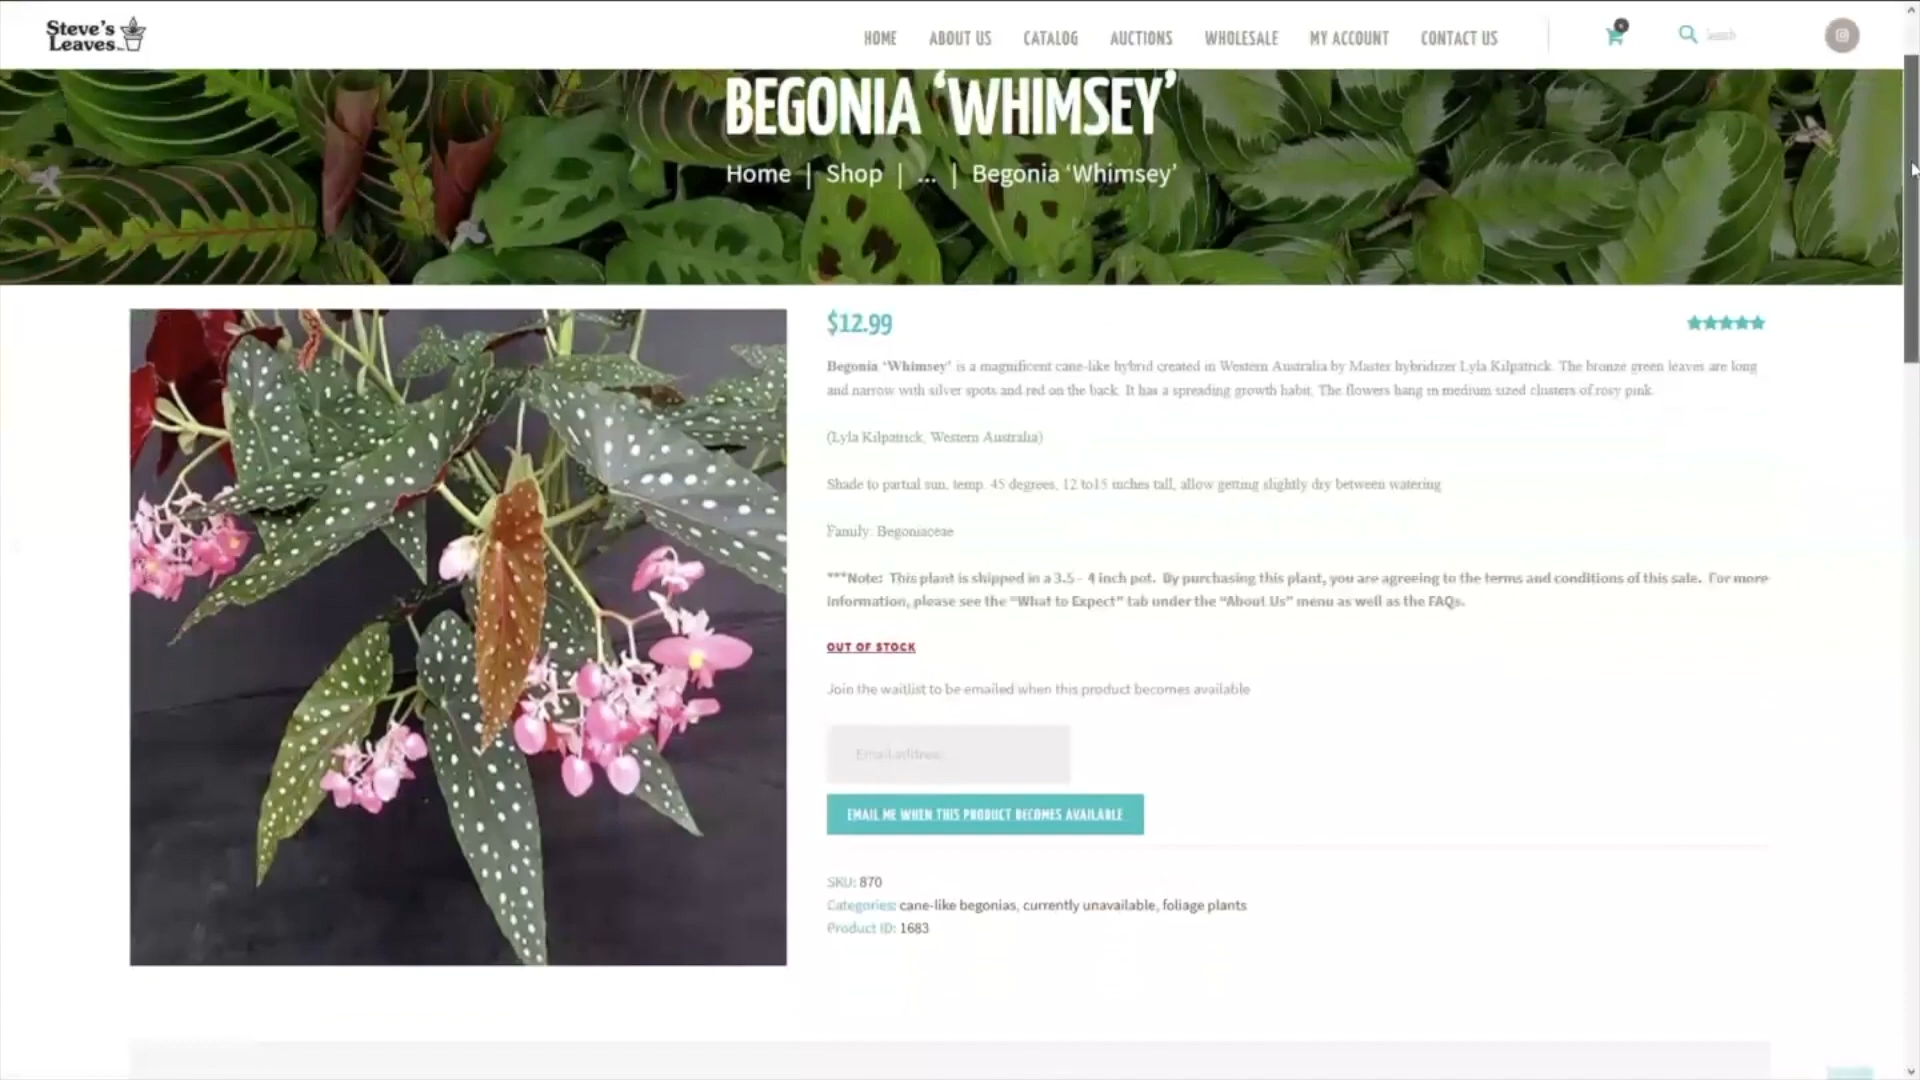 Steve's
Leaves
HOME ABOUT US CATALOG AUCTIONS WHOLESALE MY ACCOUNT CONTACT US
Search
BEGONIA ‘WHIMSEY’
Home | Shop | ... | Begonia ‘Whimsey’
$12.99
Begonia ‘Whimsey’ is a magnificent cane-like hybrid created in Western Australia by Master hybridizer Lyla Kilpatrick. The bronze green leaves are long
and narrow with silver spots and red on the back. It has a spreading growth habit. The flowers hang in medium sized clusters of rosy pink.
(Lyla Kilpatrick, Western Australia)
Shade to partial sun, temp. 45 degrees, 12 to15 inches tall, allow getting slightly dry between watering
Family: Begoniaceae
***Note: This plant is shipped in a 3.5 - 4 inch pot. By purchasing this plant, you are agreeing to the terms and conditions of this sale. For more
information, please see the “What to Expect” tab under the “About Us” menu as well as the FAQs.
OUT OF STOCK
Join the waitlist to be emailed when this product becomes available
Email address
EMAIL ME WHEN THIS PRODUCT BECOMES AVAILABLE
SKU: 870
Categories: cane-like begonias, currently unavailable, foliage plants
Product ID: 1683